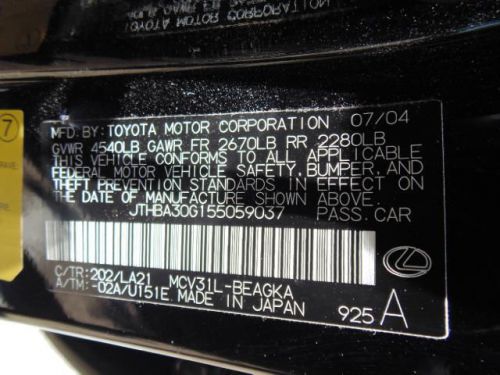 MFD. BY: TOYOTA MOTOR CORPORATION 07/04
GVWR 4540LB GAWR FR 2670LB RR 2280LB
THIS VEHICLE CONFORMS TO ALL APPLICABLE
FEDERAL MOTOR VEHICLE SAFETY, BUMPER, AND
THEFT PREVENTION STANDARDS IN EFFECT ON
THE DATE OF MANUFACTURE SHOWN ABOVE.
JTHBA30G155059037 PASS. CAR
C/TR: 202/LA21 MCV31L-BEAGKA
A/TM: -02A/U151E MADE IN JAPAN
925 A
7